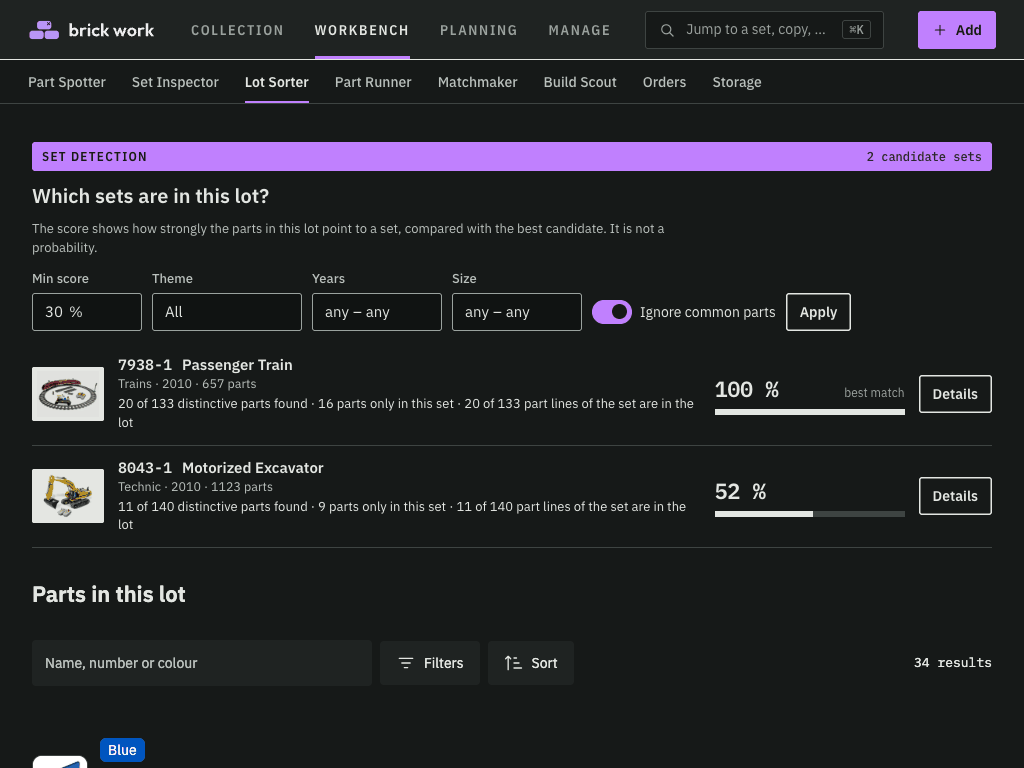 brick work
COLLECTION
WORKBENCH
PLANNING
MANAGE
Jump to a set, copy, ...
⌘K
+ Add
Part Spotter
Set Inspector
Lot Sorter
Part Runner
Matchmaker
Build Scout
Orders
Storage
SET DETECTION
2 candidate sets
Which sets are in this lot?
The score shows how strongly the parts in this lot point to a set, compared with the best candidate. It is not a
probability.
Min score
Theme
Years
Size
30 %
All
any – any
any – any
Ignore common parts
Apply
7938-1 Passenger Train
Trains · 2010 · 657 parts
20 of 133 distinctive parts found · 16 parts only in this set · 20 of 133 part lines of the set are in the
lot
100 %
best match
Details
8043-1 Motorized Excavator
Technic · 2010 · 1123 parts
11 of 140 distinctive parts found · 9 parts only in this set · 11 of 140 part lines of the set are in the
lot
52 %
Details
Parts in this lot
Name, number or colour
Filters
Sort
34 results
Blue